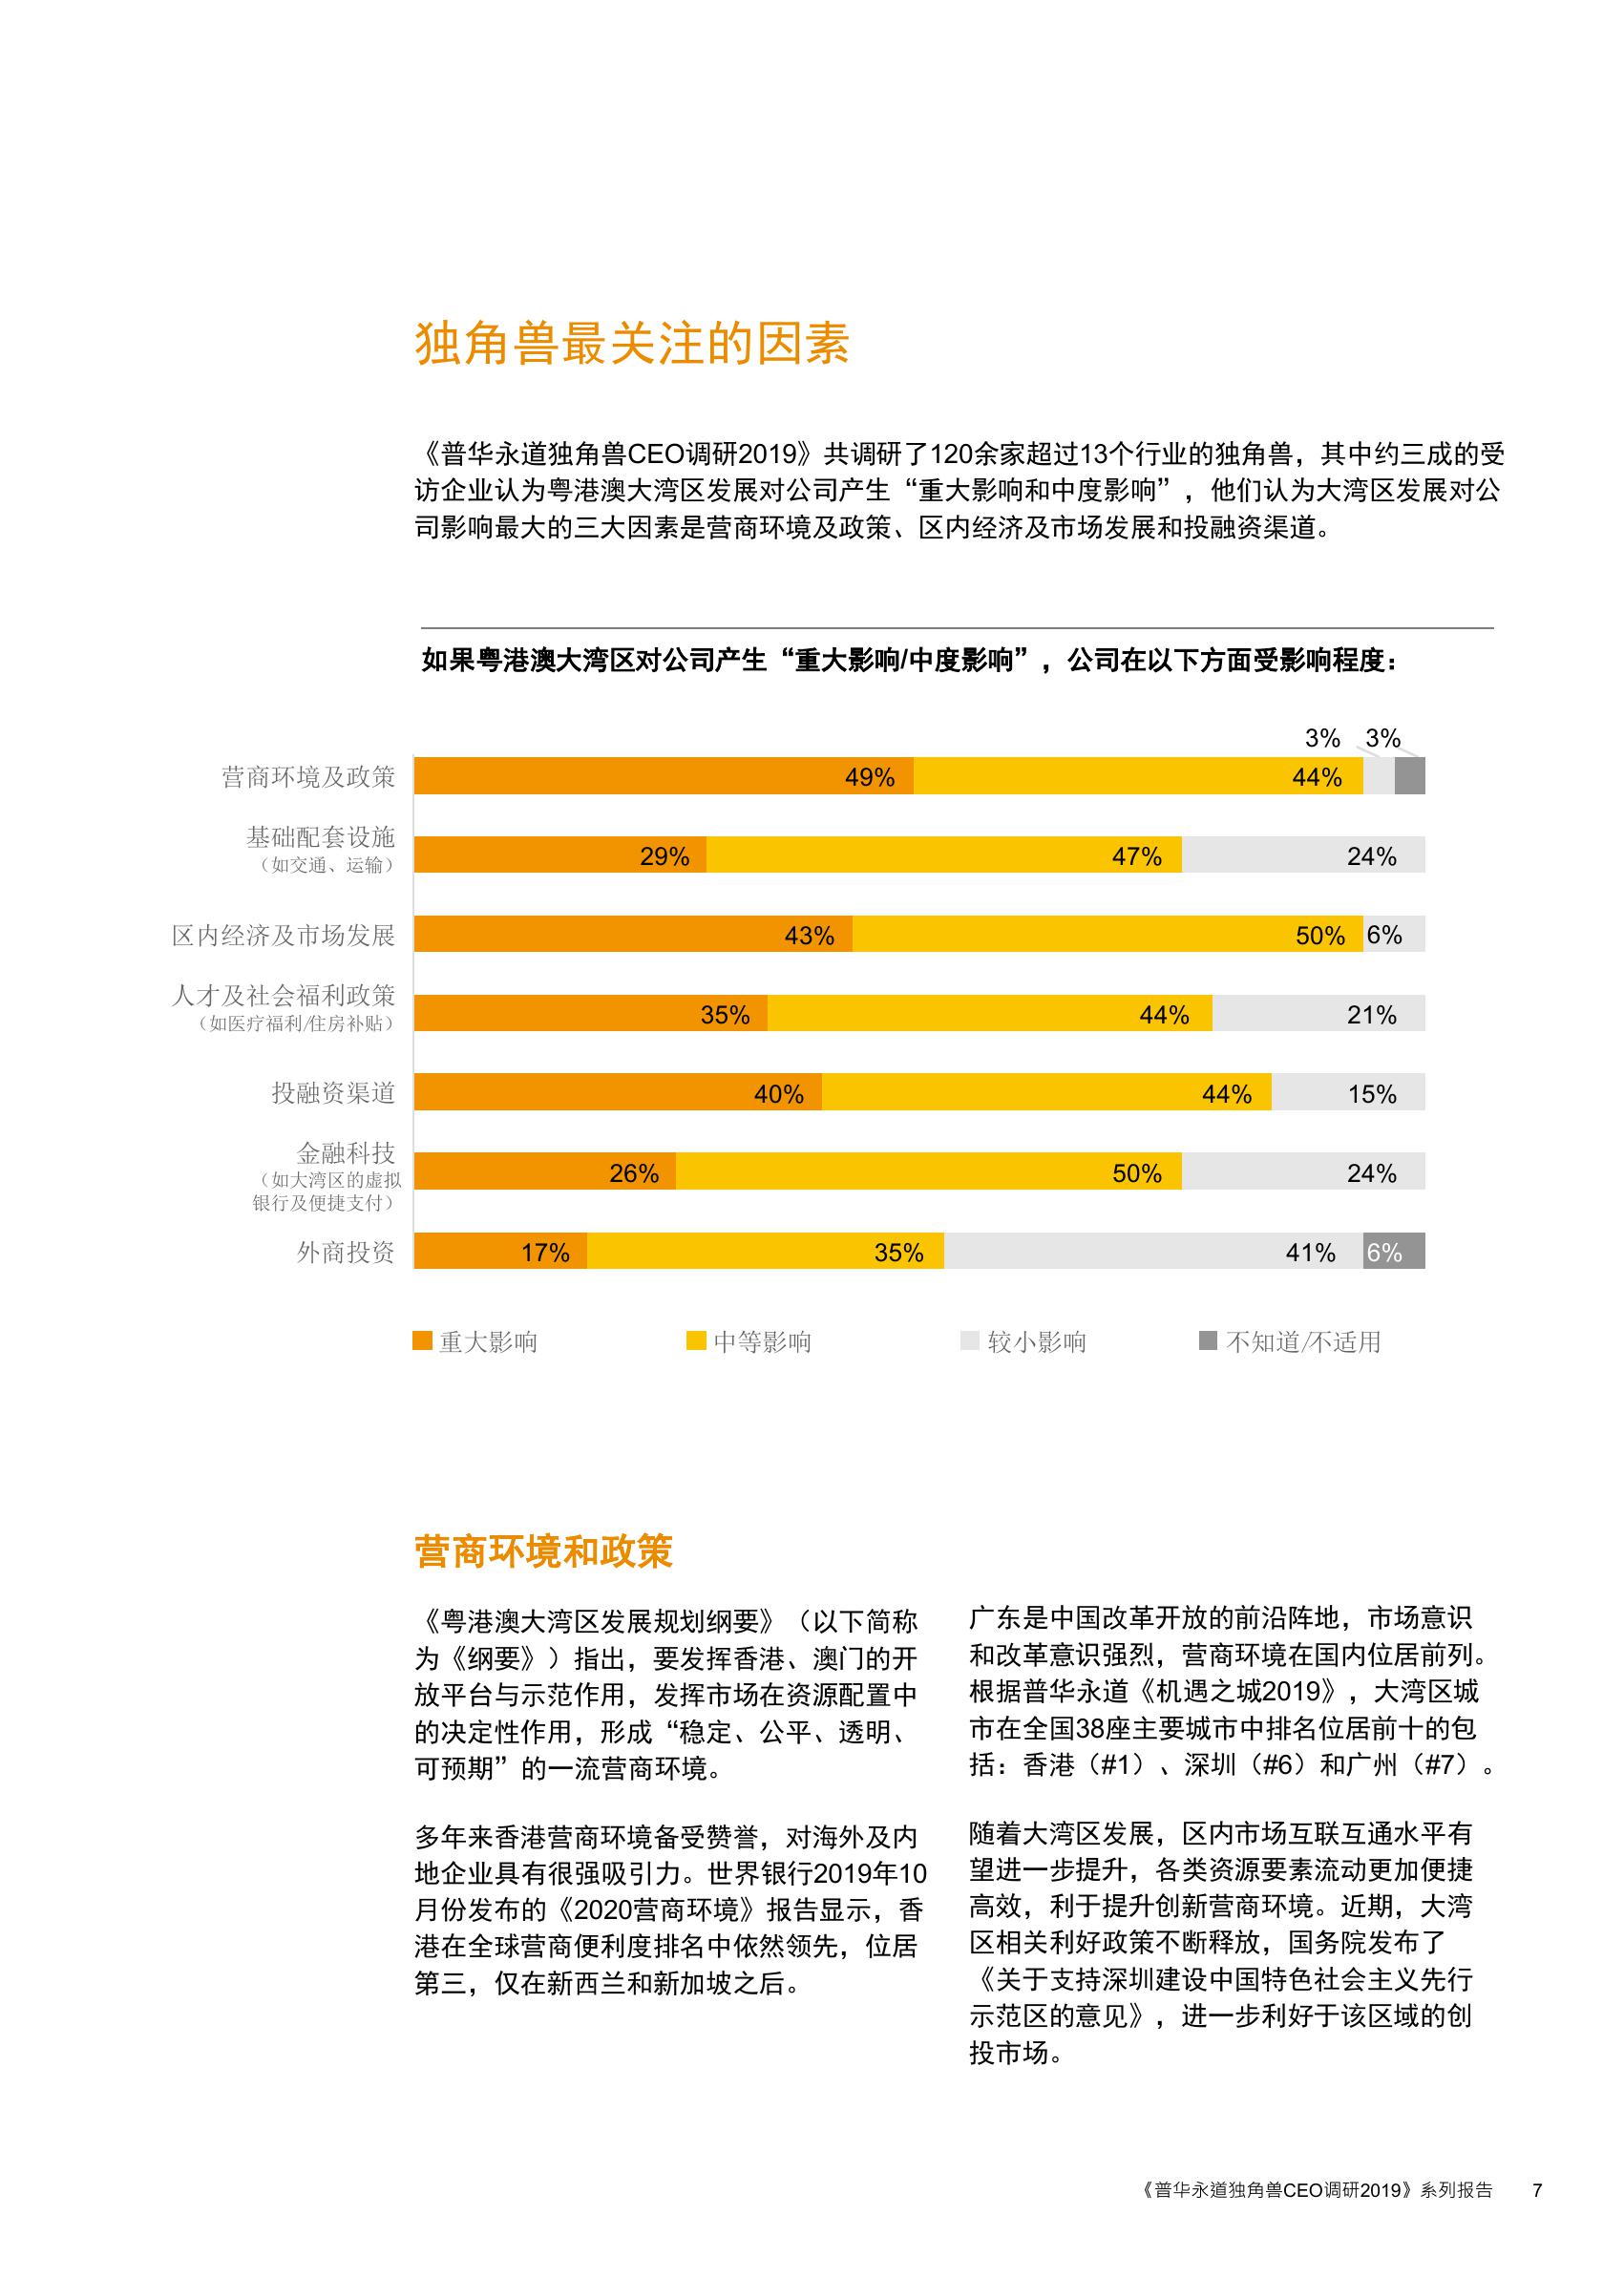 独角兽最关注的因素
《普华永道独角兽CEO调研2019》共调研了120余家超过13个行业的独角兽，其中约三成的受
访企业认为粤港澳大湾区发展对公司产生“重大影响和中度影响”，他们认为大湾区发展对公
司影响最大的三大因素是营商环境及政策、区内经济及市场发展和投融资渠道。
如果粤港澳大湾区对公司产生“重大影响/中度影响”，公司在以下方面受影响程度：
3% 3%
营商环境及政策 49% 44%
基础配套设施
（如交通、运输） 29% 47% 24%
区内经济及市场发展 43% 50% 6%
人才及社会福利政策
（如医疗福利/住房补贴） 35% 44% 21%
投融资渠道 40% 44% 15%
金融科技
（如大湾区的虚拟
银行及便捷支付） 26% 50% 24%
外商投资 17% 35% 41% 6%
重大影响 中等影响 较小影响 不知道/不适用
营商环境和政策
《粤港澳大湾区发展规划纲要》（以下简称
为《纲要》）指出，要发挥香港、澳门的开
放平台与示范作用，发挥市场在资源配置中
的决定性作用，形成“稳定、公平、透明、
可预期”的一流营商环境。
多年来香港营商环境备受赞誉，对海外及内
地企业具有很强吸引力。世界银行2019年10
月份发布的《2020营商环境》报告显示，香
港在全球营商便利度排名中依然领先，位居
第三，仅在新西兰和新加坡之后。
广东是中国改革开放的前沿阵地，市场意识
和改革意识强烈，营商环境在国内位居前列。
根据普华永道《机遇之城2019》，大湾区城
市在全国38座主要城市中排名位居前十的包
括：香港（#1）、深圳（#6）和广州（#7）。
随着大湾区发展，区内市场互联互通水平有
望进一步提升，各类资源要素流动更加便捷
高效，利于提升创新营商环境。近期，大湾
区相关利好政策不断释放，国务院发布了
《关于支持深圳建设中国特色社会主义先行
示范区的意见》，进一步利好于该区域的创
投市场。
《普华永道独角兽CEO调研2019》系列报告 7